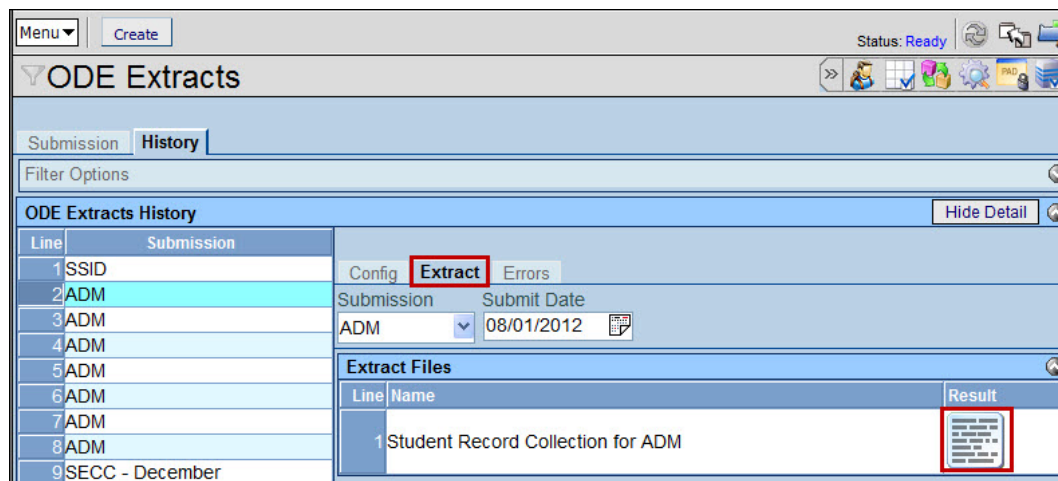 Menu Create Status: Ready
ODE Extracts PAD
Submission History
Filter Options
ODE Extracts History Hide Detail
Line Submission
1 SSID
2 ADM
3 ADM
4 ADM
5 ADM
6 ADM
7 ADM
8 ADM
9 SECC - December
Config Extract Errors
Submission Submit Date
ADM 08/01/2012
Extract Files
Line Name Result
1 Student Record Collection for ADM